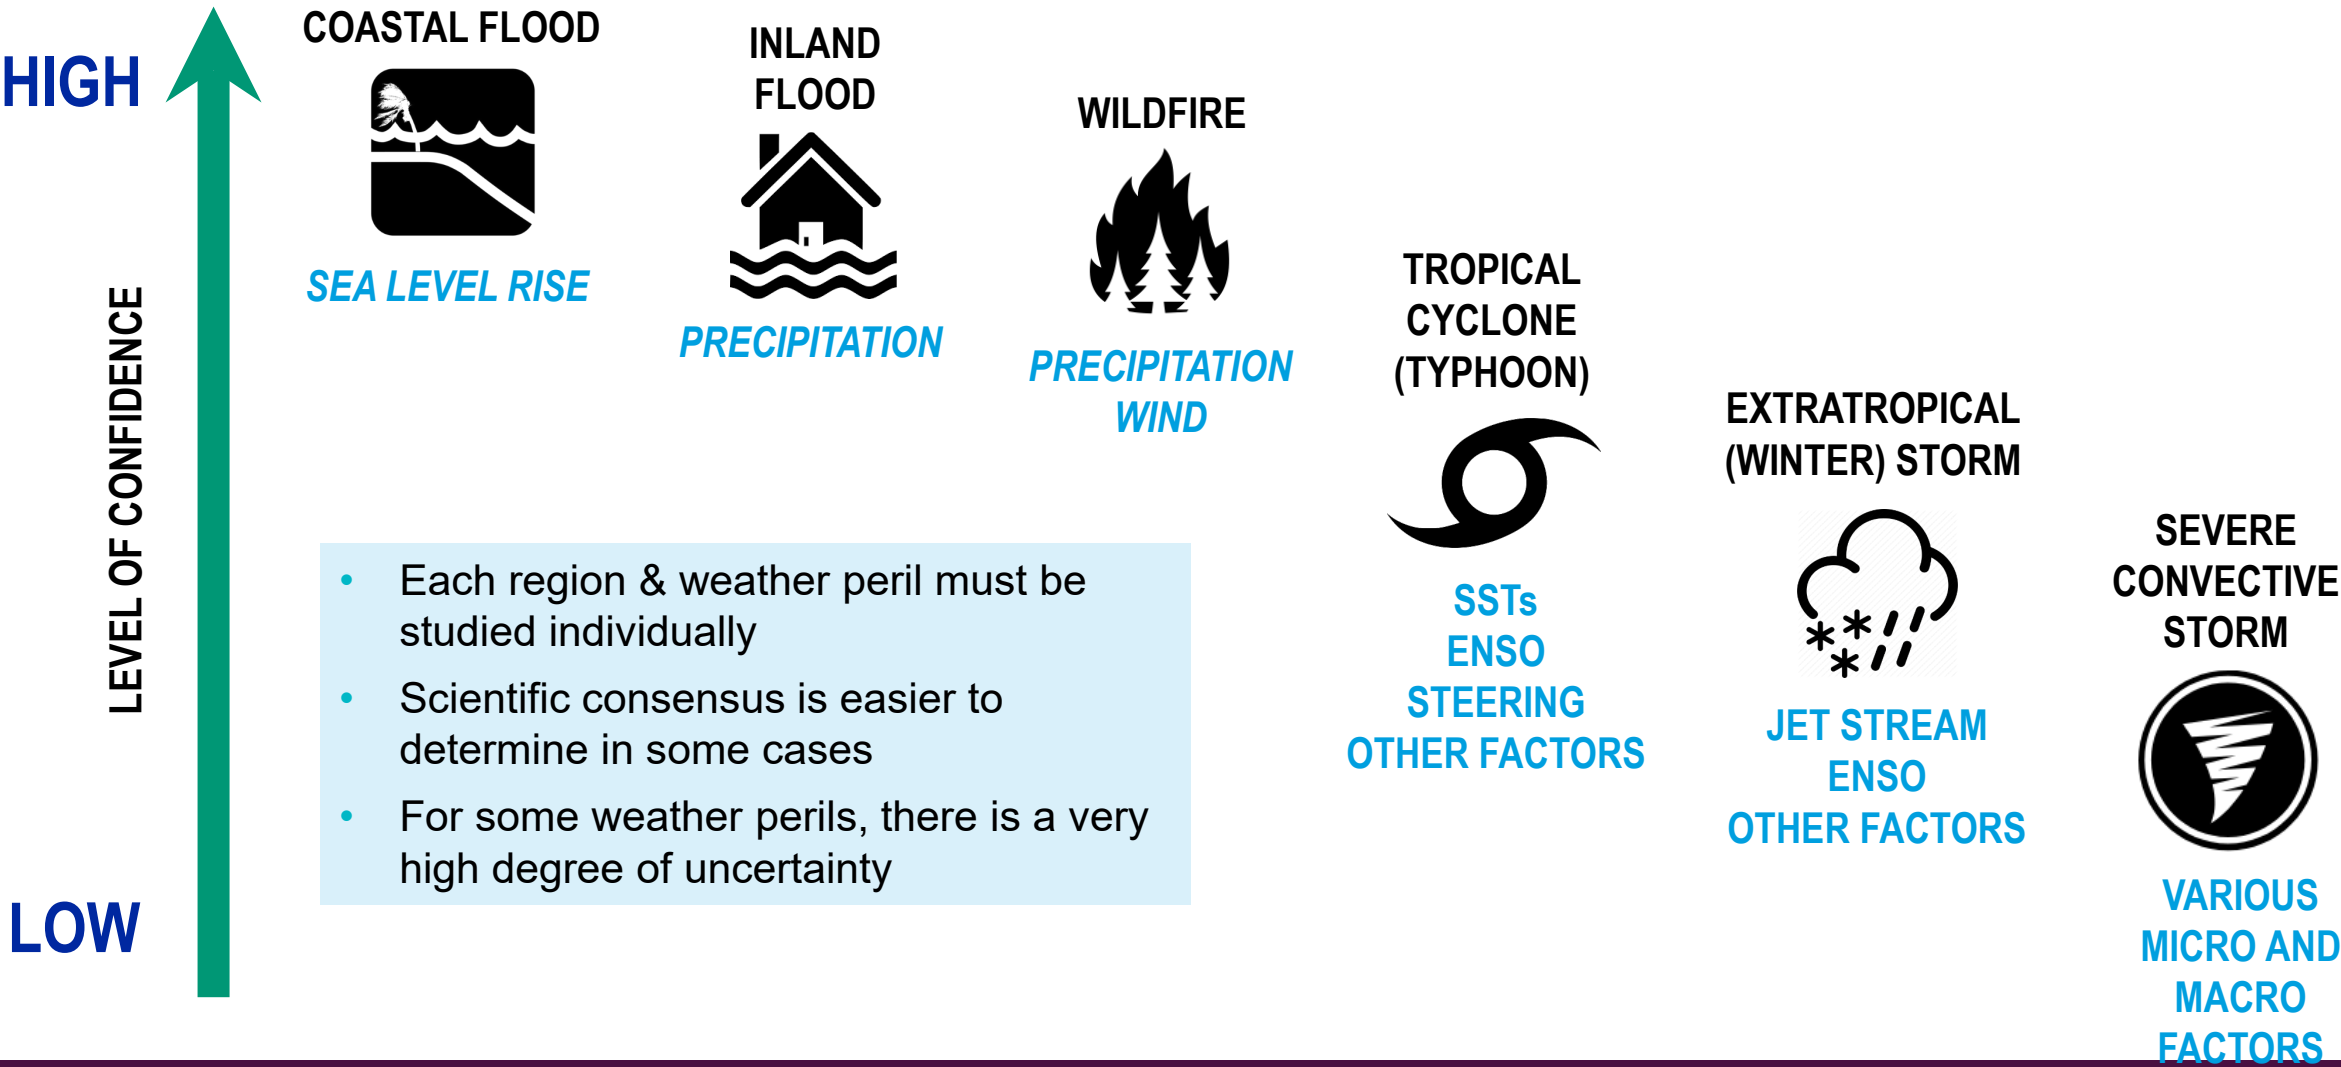 HIGH
LEVEL OF CONFIDENCE
LOW
COASTAL FLOOD
SEA LEVEL RISE
INLAND
FLOOD
PRECIPITATION
WILDFIRE
PRECIPITATION
WIND
TROPICAL
CYCLONE
(TYPHOON)
SSTs
ENSO
STEERING
OTHER FACTORS
EXTRATROPICAL
(WINTER) STORM
JET STREAM
ENSO
OTHER FACTORS
SEVERE
CONVECTIVE
STORM
VARIOUS
MICRO AND
MACRO
FACTORS
• Each region & weather peril must be
studied individually
• Scientific consensus is easier to
determine in some cases
• For some weather perils, there is a very
high degree of uncertainty